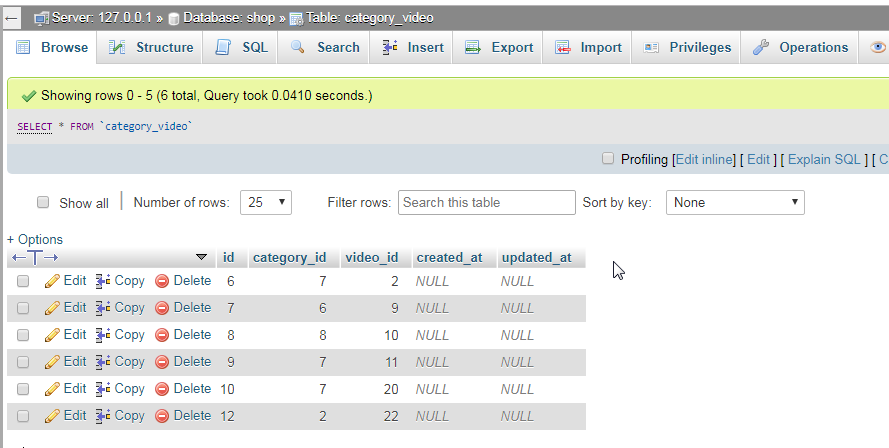 Server: 127.0.0.1 » Database: shop » Table: category_video
Browse Structure SQL Search Insert Export Import Privileges Operations
Showing rows 0 - 5 (6 total, Query took 0.0410 seconds.)
SELECT * FROM `category_video`
Profiling [Edit inline] [ Edit ] [ Explain SQL ] [ C
Show all Number of rows: 25 Filter rows: Search this table Sort by key: None
+ Options
id category_id video_id created_at updated_at
Edit Copy Delete 6 7 2 NULL NULL
Edit Copy Delete 7 6 9 NULL NULL
Edit Copy Delete 8 8 10 NULL NULL
Edit Copy Delete 9 7 11 NULL NULL
Edit Copy Delete 10 7 20 NULL NULL
Edit Copy Delete 12 2 22 NULL NULL